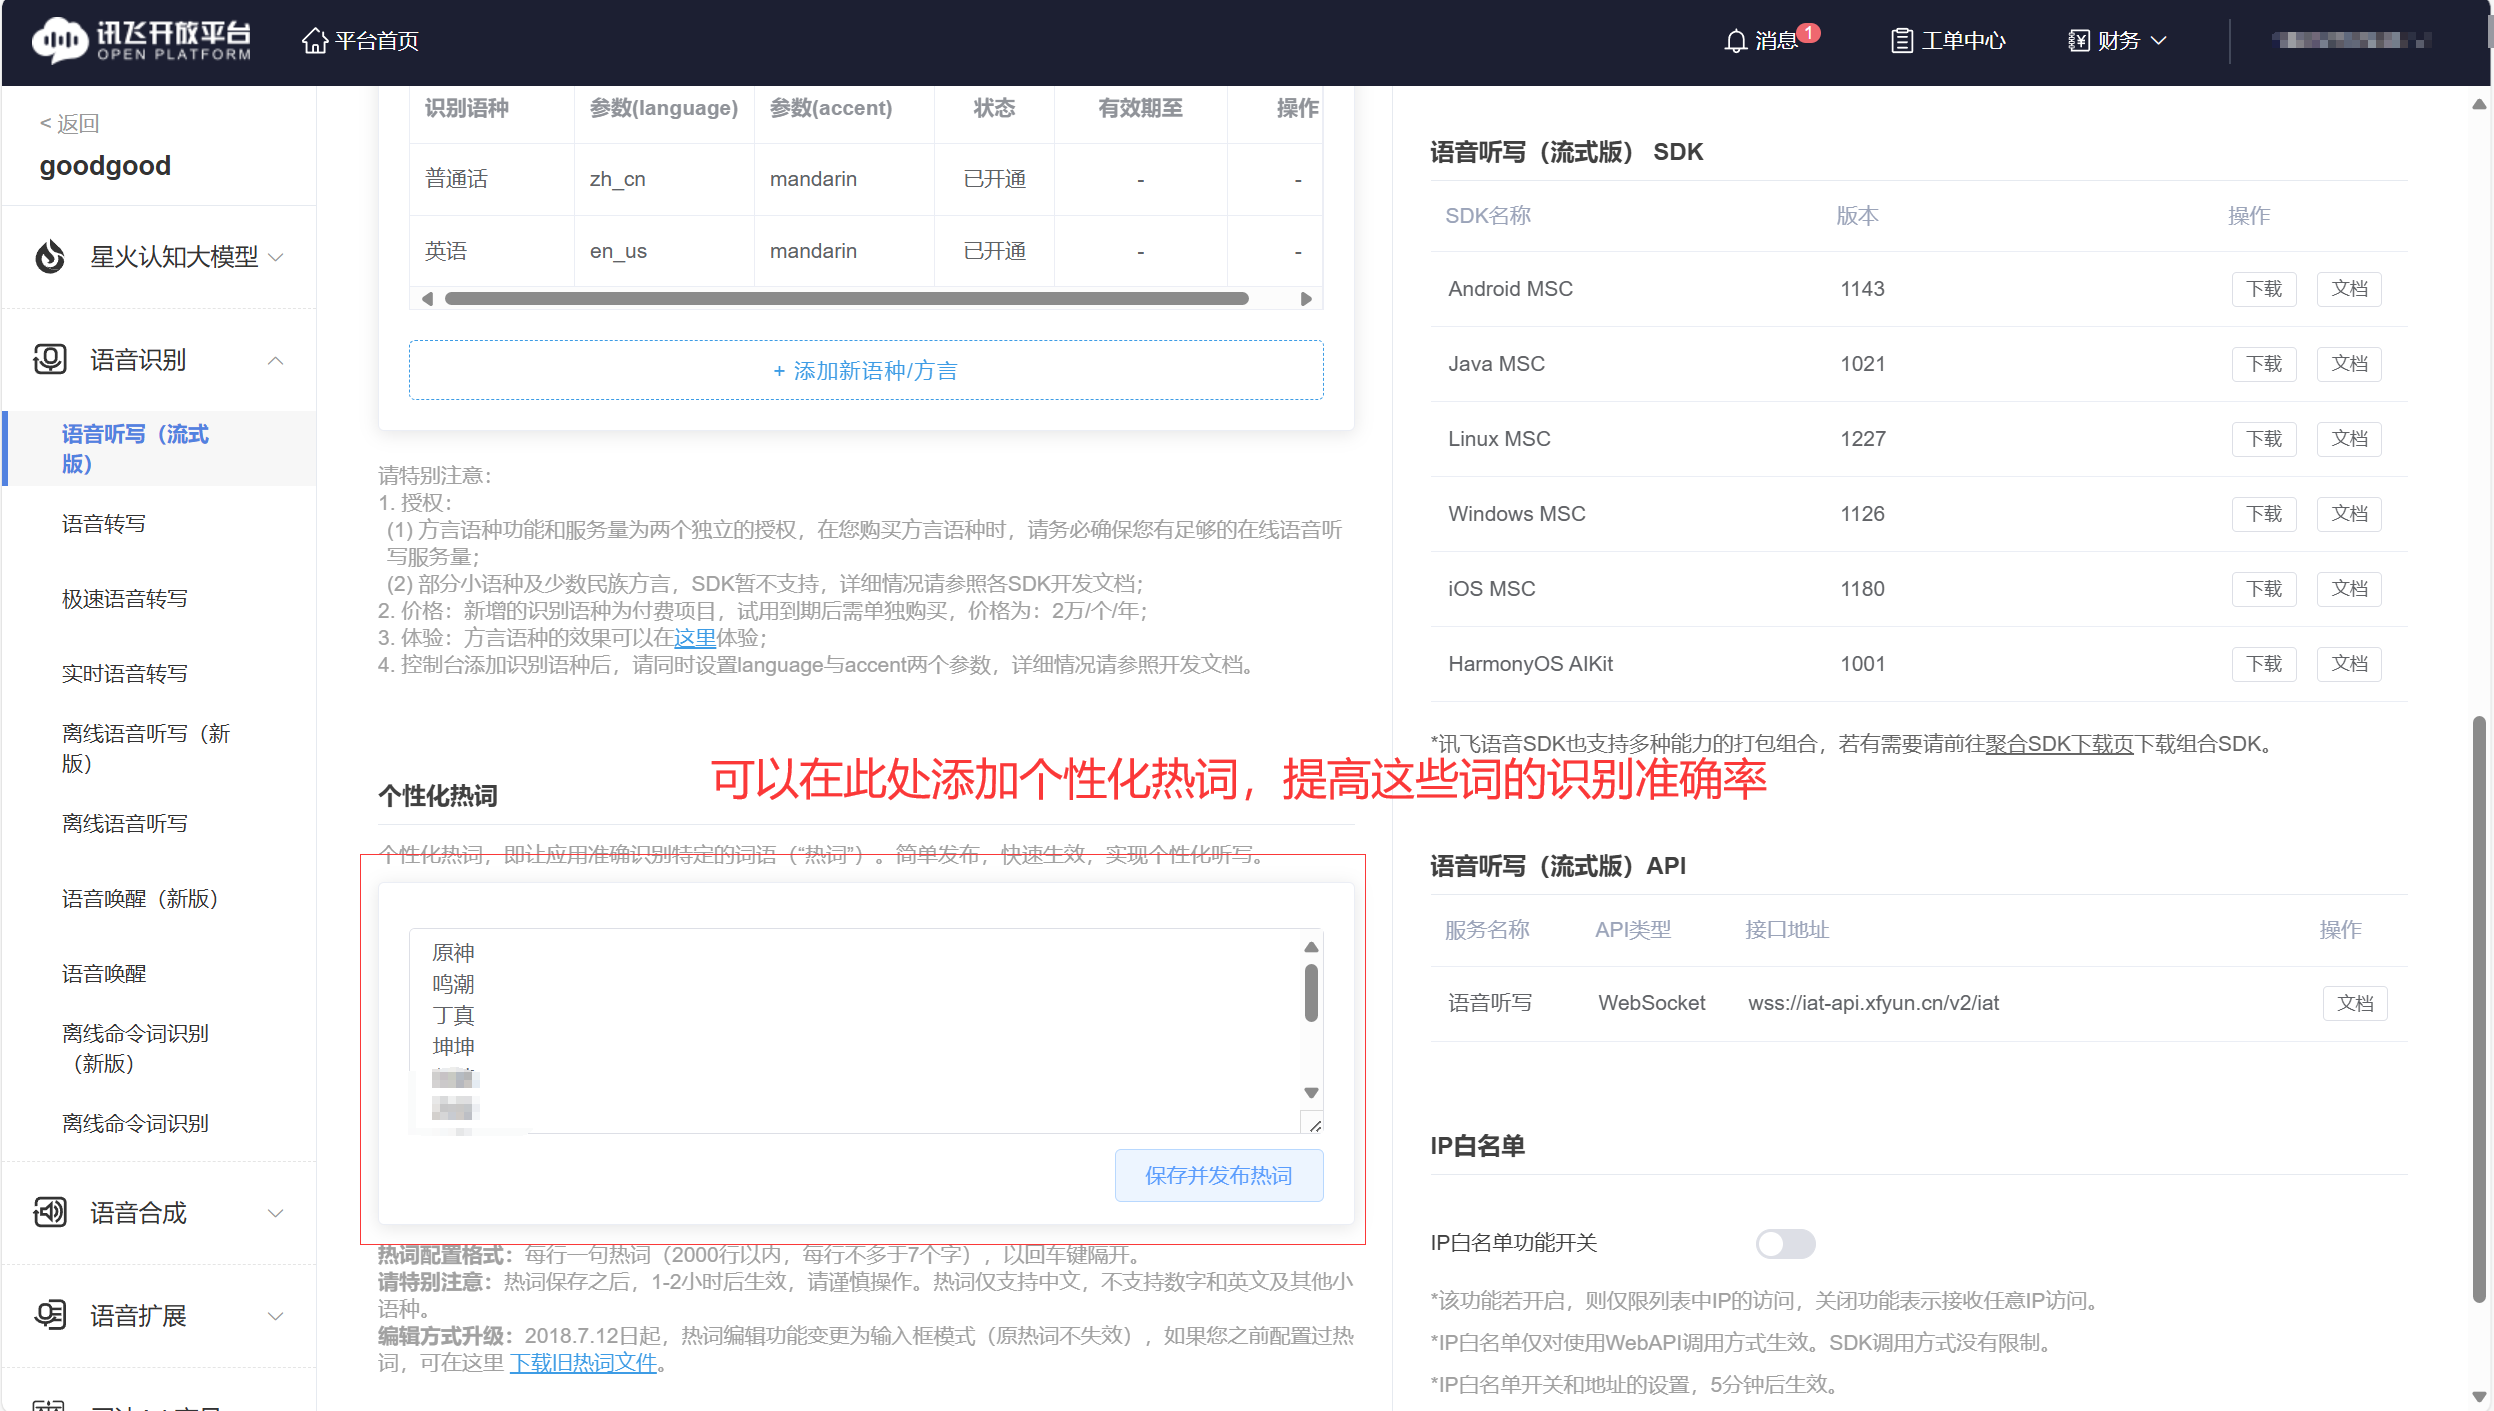 讯飞开放平台
OPEN PLATFORM
平台首页
消息 1
工单中心
财务
< 返回
goodgood
星火认知大模型
语音识别
语音听写（流式
版）
语音转写
极速语音转写
实时语音转写
离线语音听写（新
版）
离线语音听写
语音唤醒（新版）
语音唤醒
离线命令词识别
（新版）
离线命令词识别
语音合成
语音扩展
识别语种 参数(language) 参数(accent) 状态 有效期至 操作
普通话 zh_cn mandarin 已开通 - -
英语 en_us mandarin 已开通 - -
+ 添加新语种/方言
请特别注意：
1. 授权：
(1) 方言语种功能和服务量为两个独立的授权，在您购买方言语种时，请务必确保您有足够的在线语音听
写服务量；
(2) 部分小语种及少数民族方言，SDK暂不支持，详细情况请参照各SDK开发文档；
2. 价格：新增的识别语种为付费项目，试用到期后需单独购买，价格为：2万/个/年；
3. 体验：方言语种的效果可以在这里体验；
4. 控制台添加识别语种后，请同时设置language与accent两个参数，详细情况请参照开发文档。
可以在此处添加个性化热词，提高这些词的识别准确率
个性化热词
个性化热词，即让应用准确识别特定的词语（“热词”）。简单发布，快速生效，实现个性化听写。
原神
鸣潮
丁真
坤坤
保存并发布热词
热词配置格式：每行一句热词（2000行以内，每行不多于7个字），以回车键隔开。
请特别注意：热词保存之后，1-2小时后生效，请谨慎操作。热词仅支持中文，不支持数字和英文及其他小
语种。
编辑方式升级：2018.7.12日起，热词编辑功能变更为输入框模式（原热词不失效），如果您之前配置过热
词，可在这里 下载旧热词文件。
语音听写（流式版） SDK
SDK名称 版本 操作
Android MSC 1143 下载 文档
Java MSC 1021 下载 文档
Linux MSC 1227 下载 文档
Windows MSC 1126 下载 文档
iOS MSC 1180 下载 文档
HarmonyOS AIKit 1001 下载 文档
*讯飞语音SDK也支持多种能力的打包组合，若有需要请前往聚合SDK下载页下载组合SDK。
语音听写（流式版）API
服务名称 API类型 接口地址 操作
语音听写 WebSocket wss://iat-api.xfyun.cn/v2/iat 文档
IP白名单
IP白名单功能开关
*该功能若开启，则仅限列表中IP的访问，关闭功能表示接收任意IP访问。
*IP白名单仅对使用WebAPI调用方式生效。SDK调用方式没有限制。
*IP白名单开关和地址的设置，5分钟后生效。